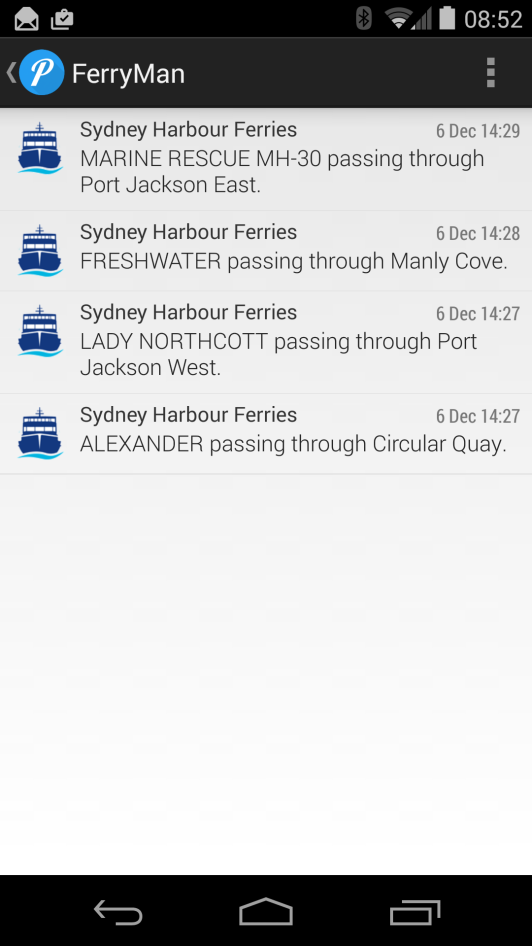 08:52
FerryMan
Sydney Harbour Ferries 6 Dec 14:29
MARINE RESCUE MH-30 passing through
Port Jackson East.
Sydney Harbour Ferries 6 Dec 14:28
FRESHWATER passing through Manly Cove.
Sydney Harbour Ferries 6 Dec 14:27
LADY NORTHCOTT passing through Port
Jackson West.
Sydney Harbour Ferries 6 Dec 14:27
ALEXANDER passing through Circular Quay.